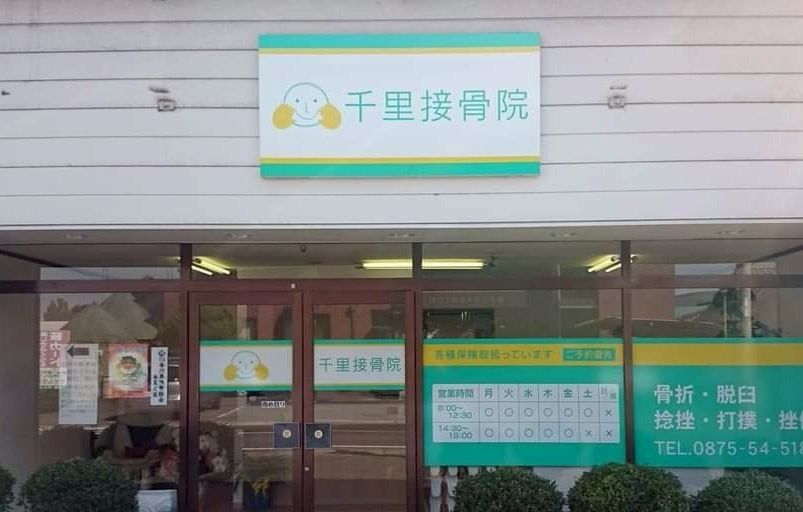 千里接骨院
千里接骨院
各種保険取扱っています ご予約優先
営業時間 月 火 水 木 金 土 日・祝
8:00〜12:30 ○ ○ ○ ○ ○ ○ ×
14:30〜19:00 ○ ○ ○ ○ ○ × ×
骨折・脱臼
捻挫・打撲・挫
TEL.0875-54-518